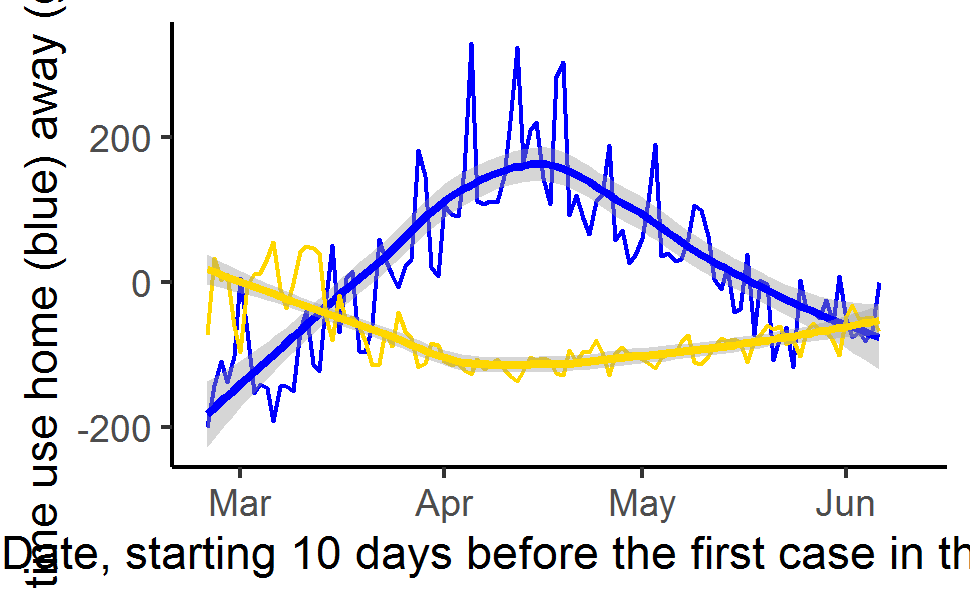 time use home (blue) away (
200
0
-200
Mar Apr May Jun
Date, starting 10 days before the first case in th